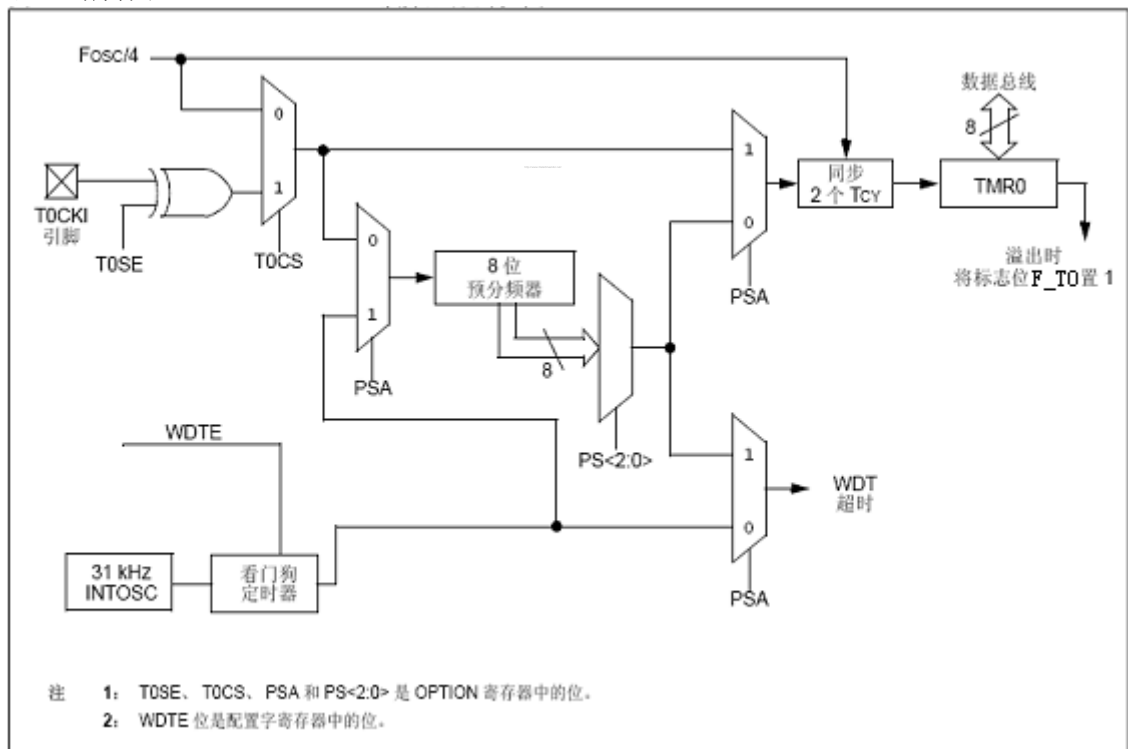 Fosc/4
数据总线
8
0
1
T0CKI
引脚
T0SE
T0CS
1
0
PSA
同步
2 个 TCY
TMR0
溢出时
将标志位F_T0置 1
0
1
PSA
8 位
预分频器
8
PS<2:0>
WDTE
1
0
PSA
WDT
超时
31 kHz
INTOSC
看门狗
定时器
注 1: T0SE、 T0CS、 PSA 和 PS<2:0> 是 OPTION 寄存器中的位。
2: WDTE 位是配置字寄存器中的位。